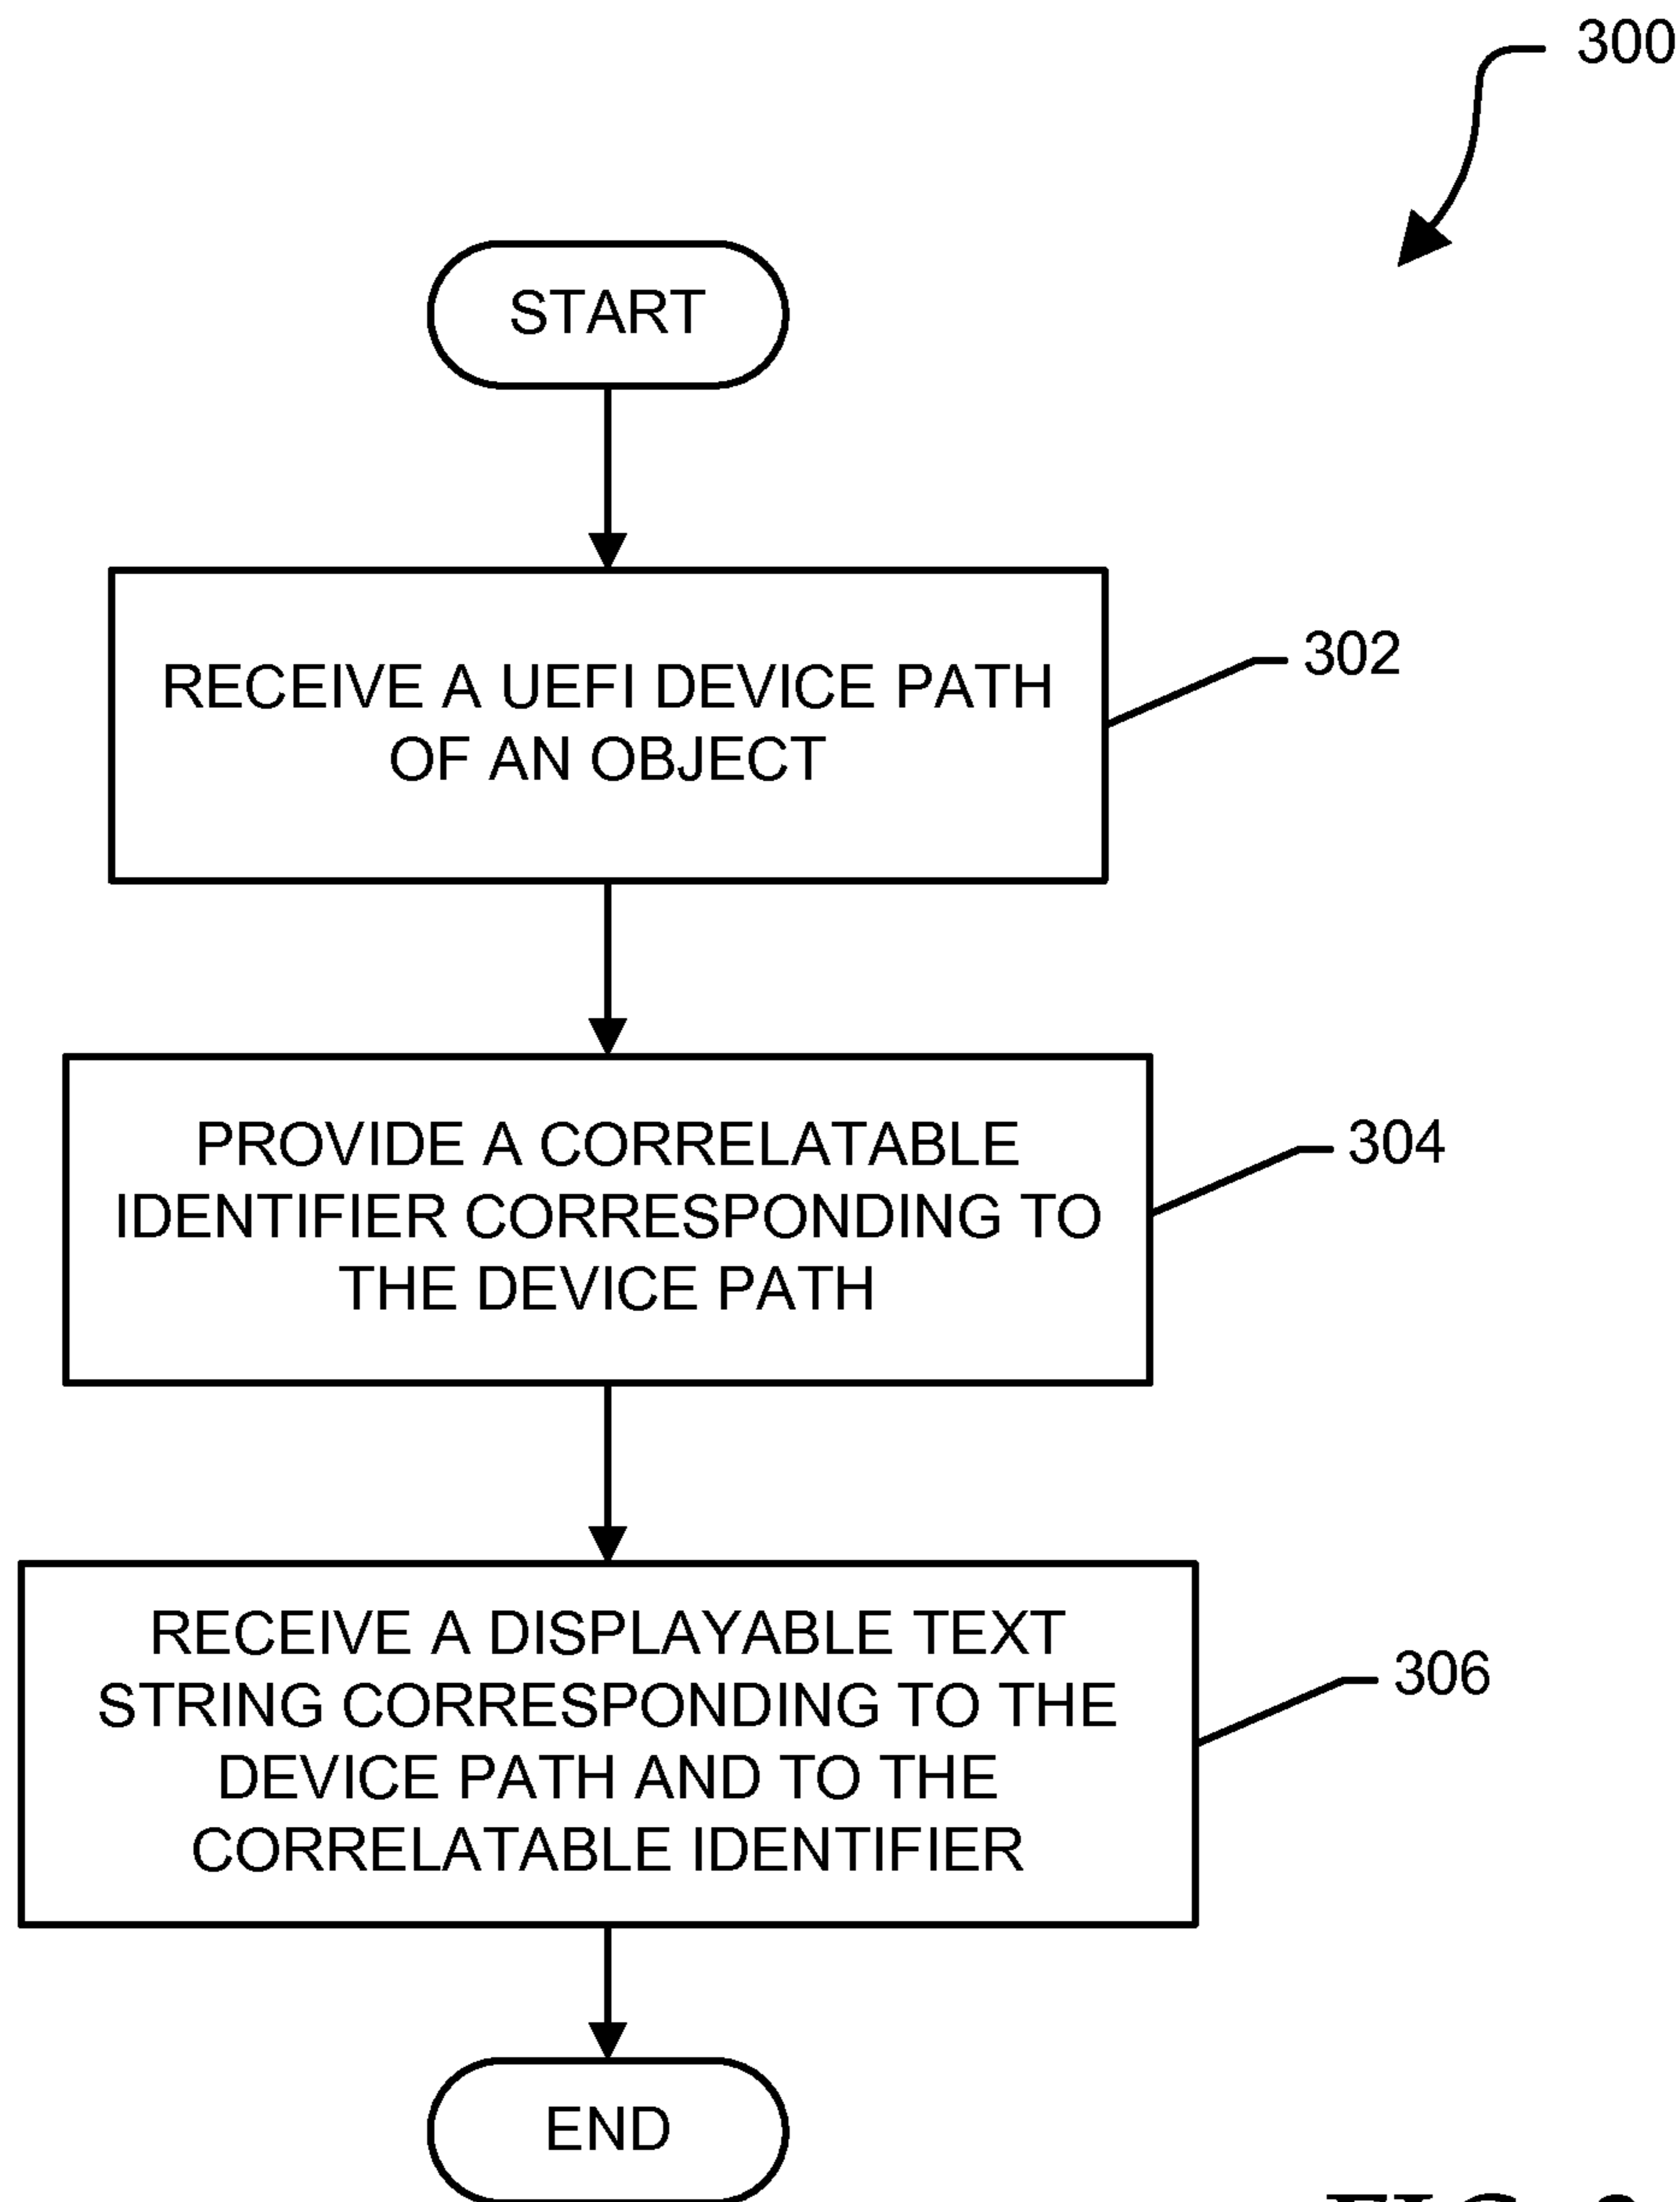 300
START
RECEIVE A UEFI DEVICE PATH
OF AN OBJECT
302
PROVIDE A CORRELATABLE
IDENTIFIER CORRESPONDING TO
THE DEVICE PATH
304
RECEIVE A DISPLAYABLE TEXT
STRING CORRESPONDING TO THE
DEVICE PATH AND TO THE
CORRELATABLE IDENTIFIER
306
END